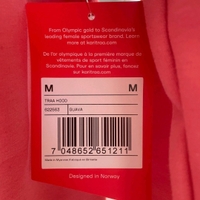 From Olympic gold to Scandinavia's
leading female sportswear brand. Learn
more at karitraa.com
De l'or olympique à la première marque de
vêtements de sport féminin en
Scandinavie. Pour en savoir plus, rendez
sur karitraa.com
M M
TRAA HOOD
622063 GUAVA
7 048652 651211
Designed in Norway